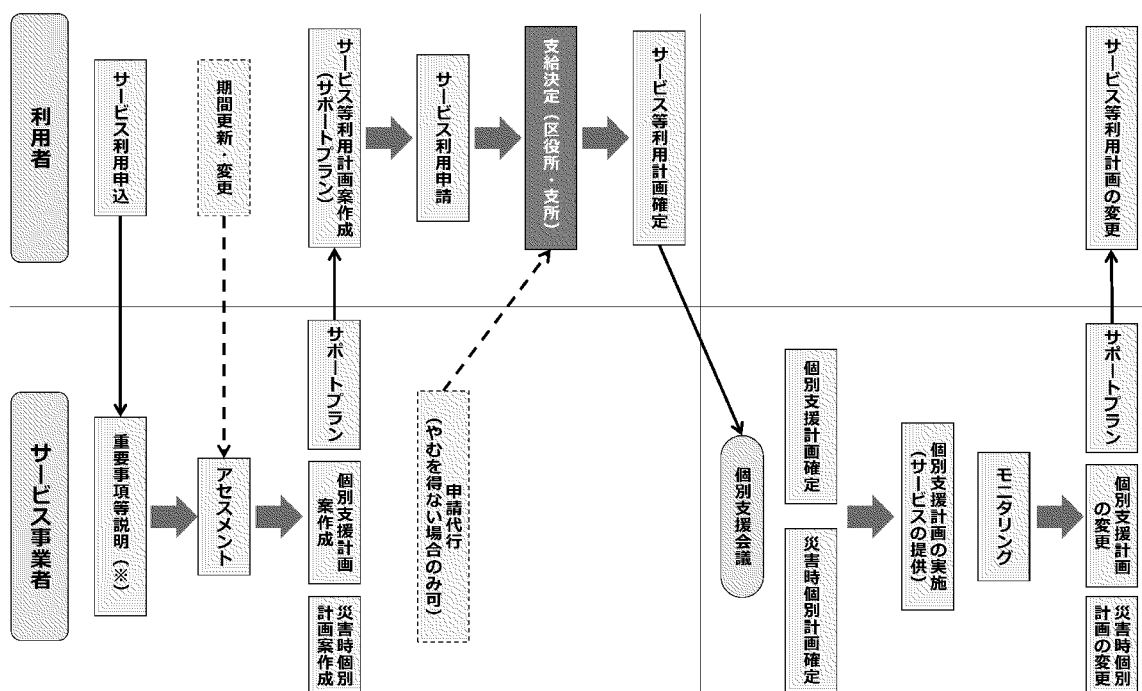 利用者
サービス利用申込
期間更新・変更
サービス等利用計画案作成
(サポートプラン)
サービス利用申請
支給決定(区役所・支所)
サービス等利用計画確定
サービス等利用計画の変更
サービス事業者
重要事項等説明(※)
アセスメント
サポートプラン
個別支援計画
案作成
災害時個別
計画案作成
申請代行
(やむを得ない場合のみ可)
個別支援会議
個別支援計画確定
災害時個別計画確定
個別支援計画の実施
(サービスの提供)
モニタリング
サポートプラン
個別支援計画
の変更
災害時個別
計画の変更